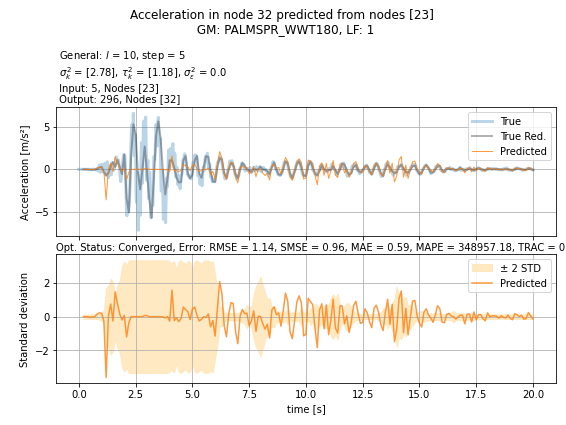 Acceleration in node 32 predicted from nodes [23]
GM: PALMSPR_WWT180, LF: 1
General: l = 10, step = 5
σ²ₖ = [2.78], τ²ₖ = [1.18], σ²ε = 0.0
Input: 5, Nodes [23]
Output: 296, Nodes [32]
True
True Red.
Predicted
Acceleration [m/s²]
5
0
−5
Opt. Status: Converged, Error: RMSE = 1.14, SMSE = 0.96, MAE = 0.59, MAPE = 348957.18, TRAC = 0
± 2 STD
Predicted
Standard deviation
2
0
−2
0.0 2.5 5.0 7.5 10.0 12.5 15.0 17.5 20.0
time [s]